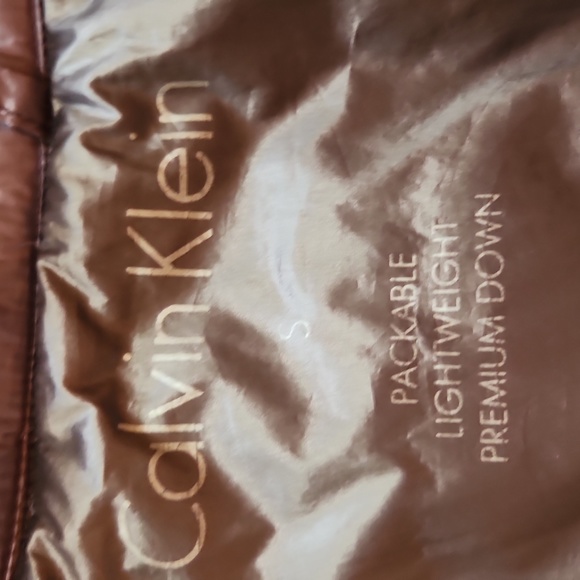 Calvin Klein
S
PACKABLE
LIGHTWEIGHT
PREMIUM DOWN